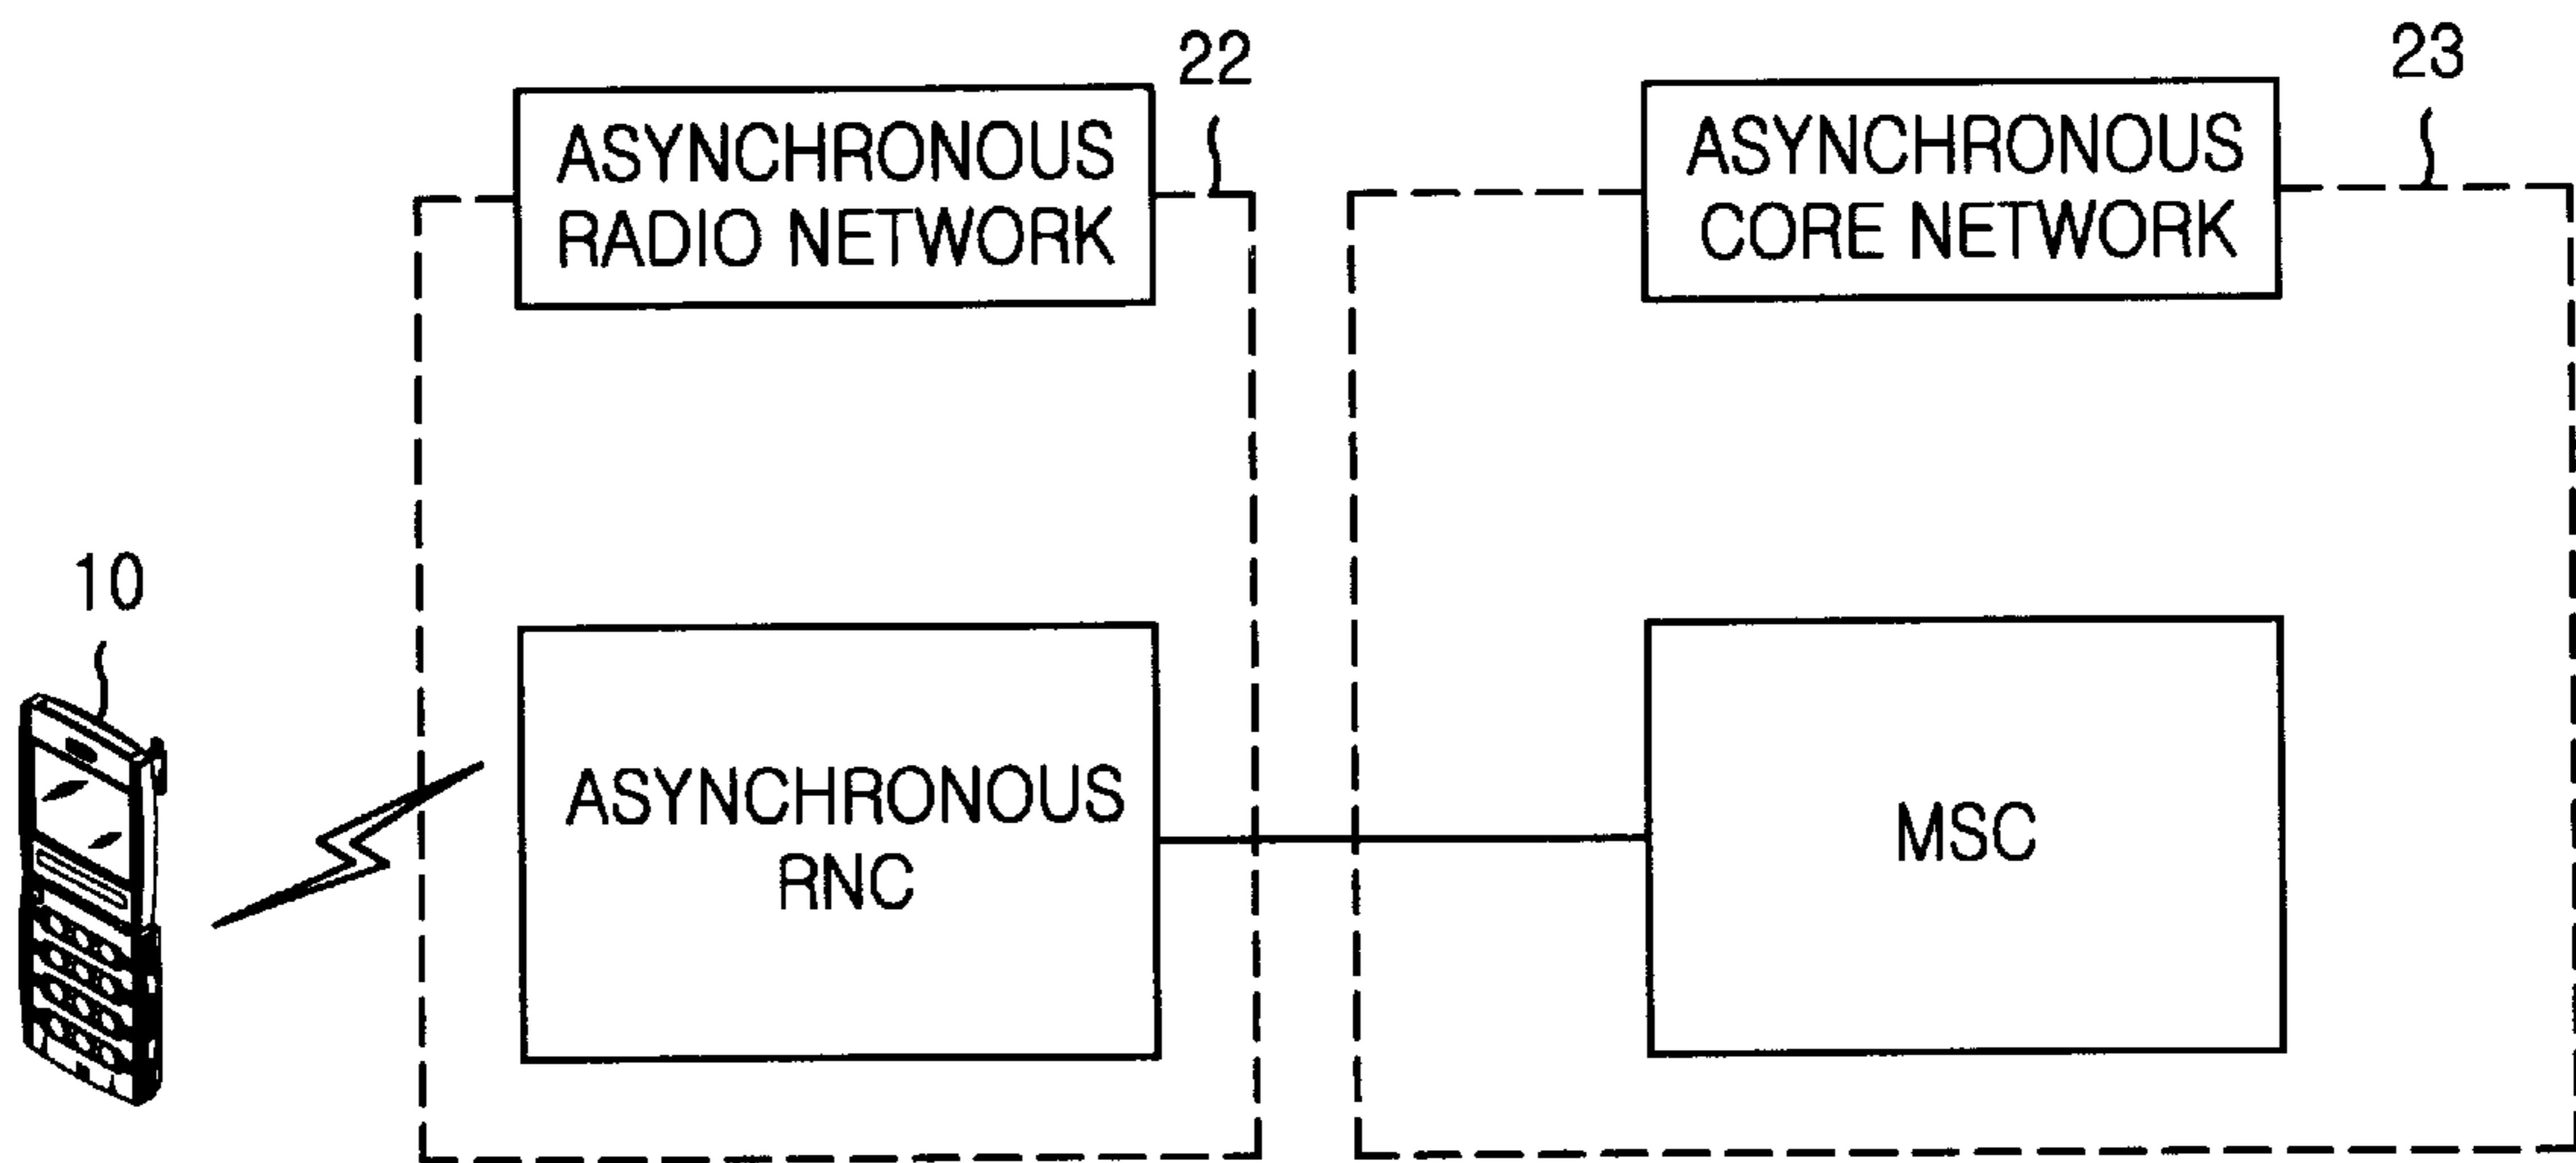 22
23
ASYNCHRONOUS
RADIO NETWORK
ASYNCHRONOUS
CORE NETWORK
10
ASYNCHRONOUS
RNC
MSC